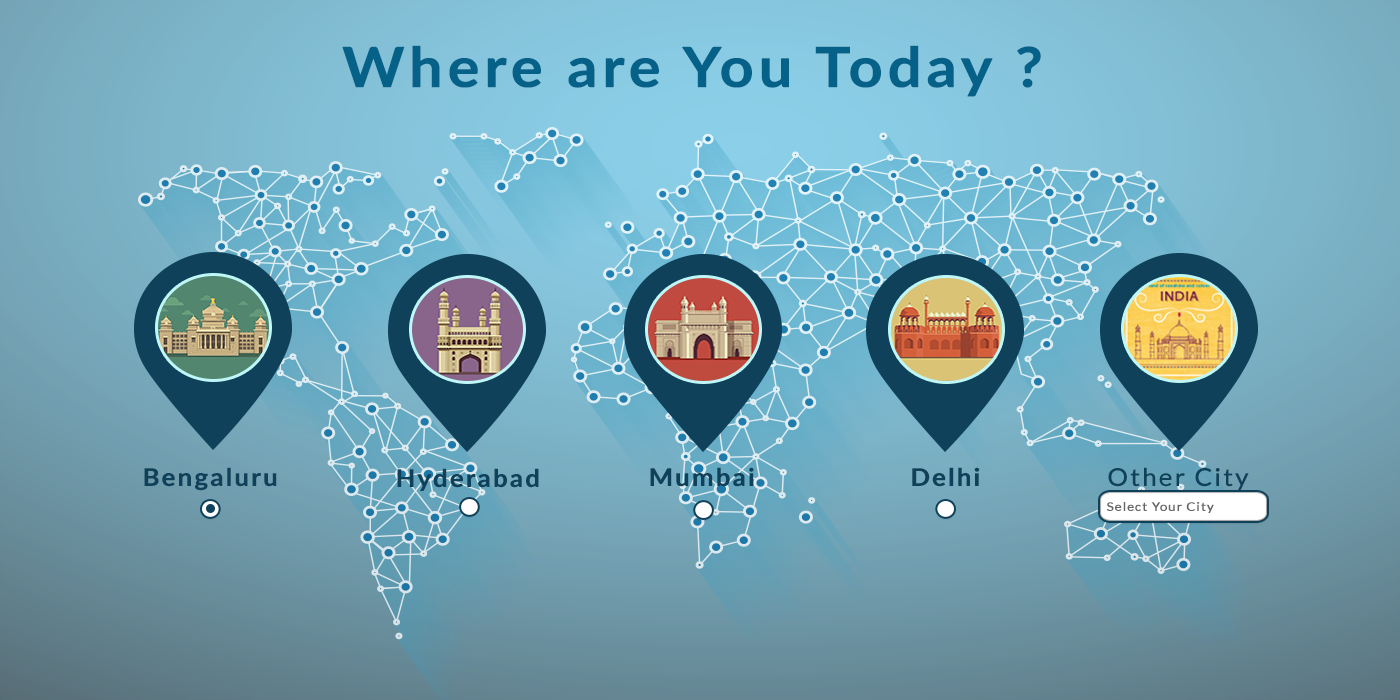 Where are You Today ?
INDIA
Bengaluru
Hyderabad
Mumbai
Delhi
Other City
Select Your City